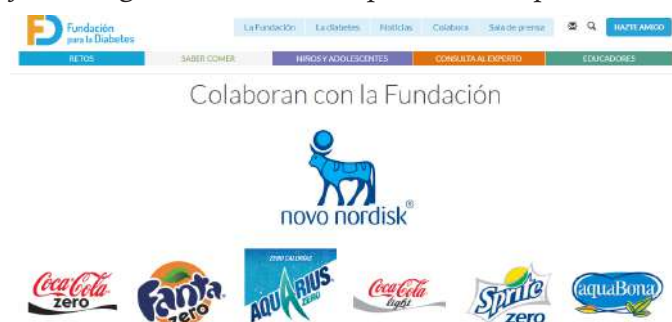 Fundación
para la Diabetes
La Fundación La diabetes Noticias Colabora Sala de prensa HAZTE AMIGO
RETOS SABER COMER NIÑOS Y ADOLESCENTES CONSULTA AL EXPERTO EDUCADORES
Colaboran con la Fundación
novo nordisk®
Coca-Cola
zero
Fanta
zero
ZERO CALORÍAS
AQUARIUS
ZERO
Coca-Cola
light
Sprite
zero
aquaBona